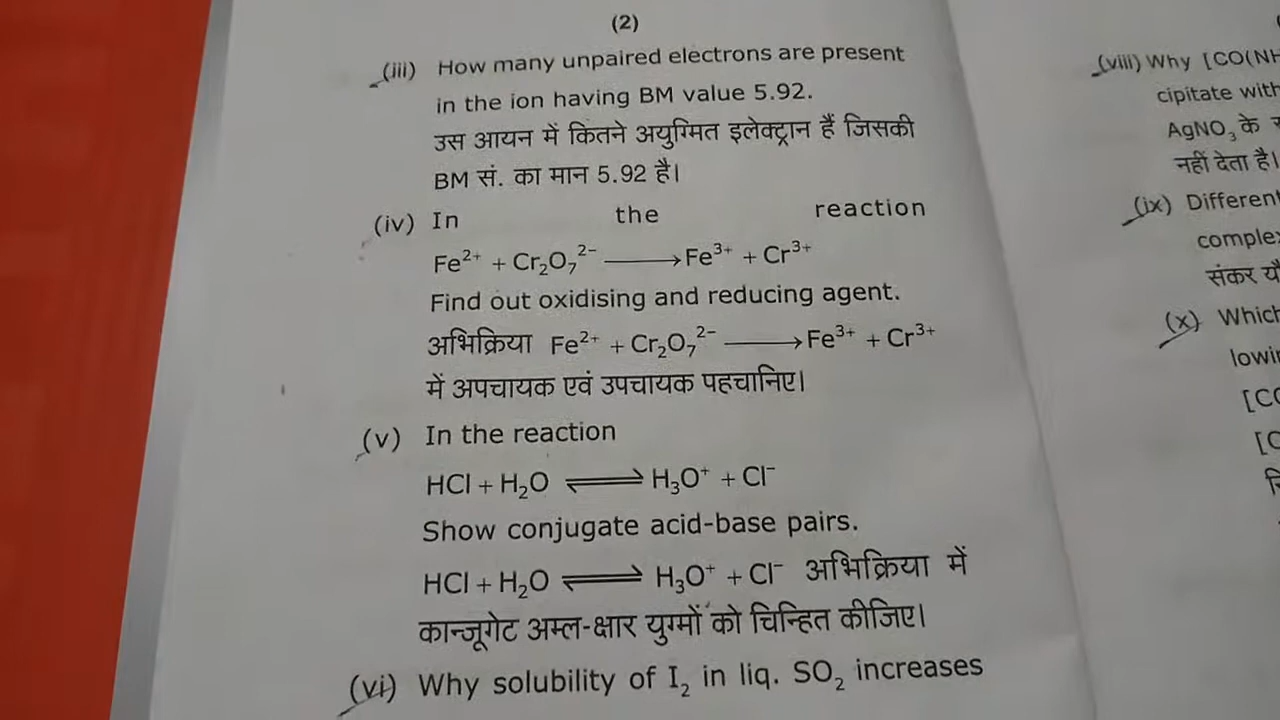 (2)
(iii) How many unpaired electrons are present
in the ion having BM value 5.92.
उस आयन में कितने अयुग्मित इलेक्ट्रान हैं जिसकी
BM सं. का मान 5.92 है।
(iv) In the reaction
Fe²⁺ + Cr₂O₇²⁻ ⟶ Fe³⁺ + Cr³⁺
Find out oxidising and reducing agent.
अभिक्रिया Fe²⁺ + Cr₂O₇²⁻ ⟶ Fe³⁺ + Cr³⁺
में अपचायक एवं उपचायक पहचानिए।
(v) In the reaction
HCl + H₂O ⇌ H₃O⁺ + Cl⁻
Show conjugate acid-base pairs.
HCl + H₂O ⇌ H₃O⁺ + Cl⁻ अभिक्रिया में
कान्जूगेट अम्ल-क्षार युग्मों को चिन्हित कीजिए।
(vi) Why solubility of I₂ in liq. SO₂ increases
(viii) Why [CO(NH
cipitate with
AgNO₃ के
नहीं देता है।
(ix) Different
complex
संकर यौ
(x) Which
lowin
[CO
[C
नि